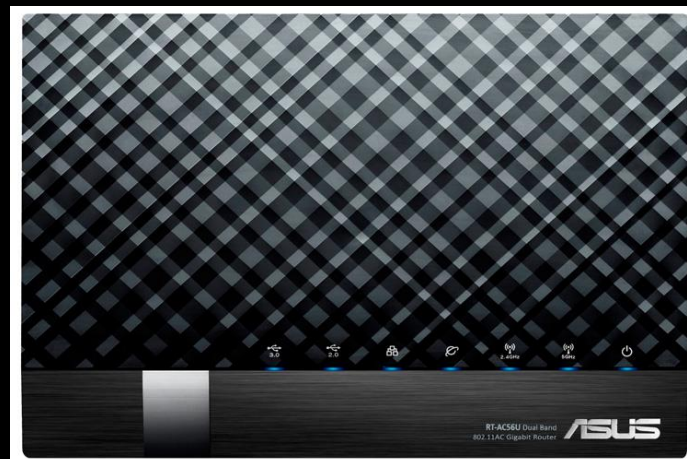 3.0
2.0
2.4GHz
5GHz
RT-AC56U Dual Band
802.11AC Gigabit Router
ASUS